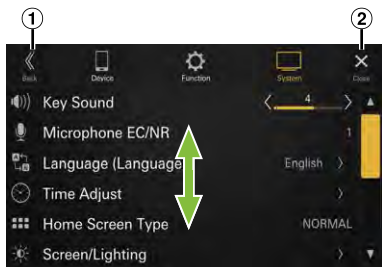 1 2
Back Device Function System Close
Key Sound 4
Microphone EC/NR 1
Language (Language English
Time Adjust
Home Screen Type NORMAL
Screen/Lighting